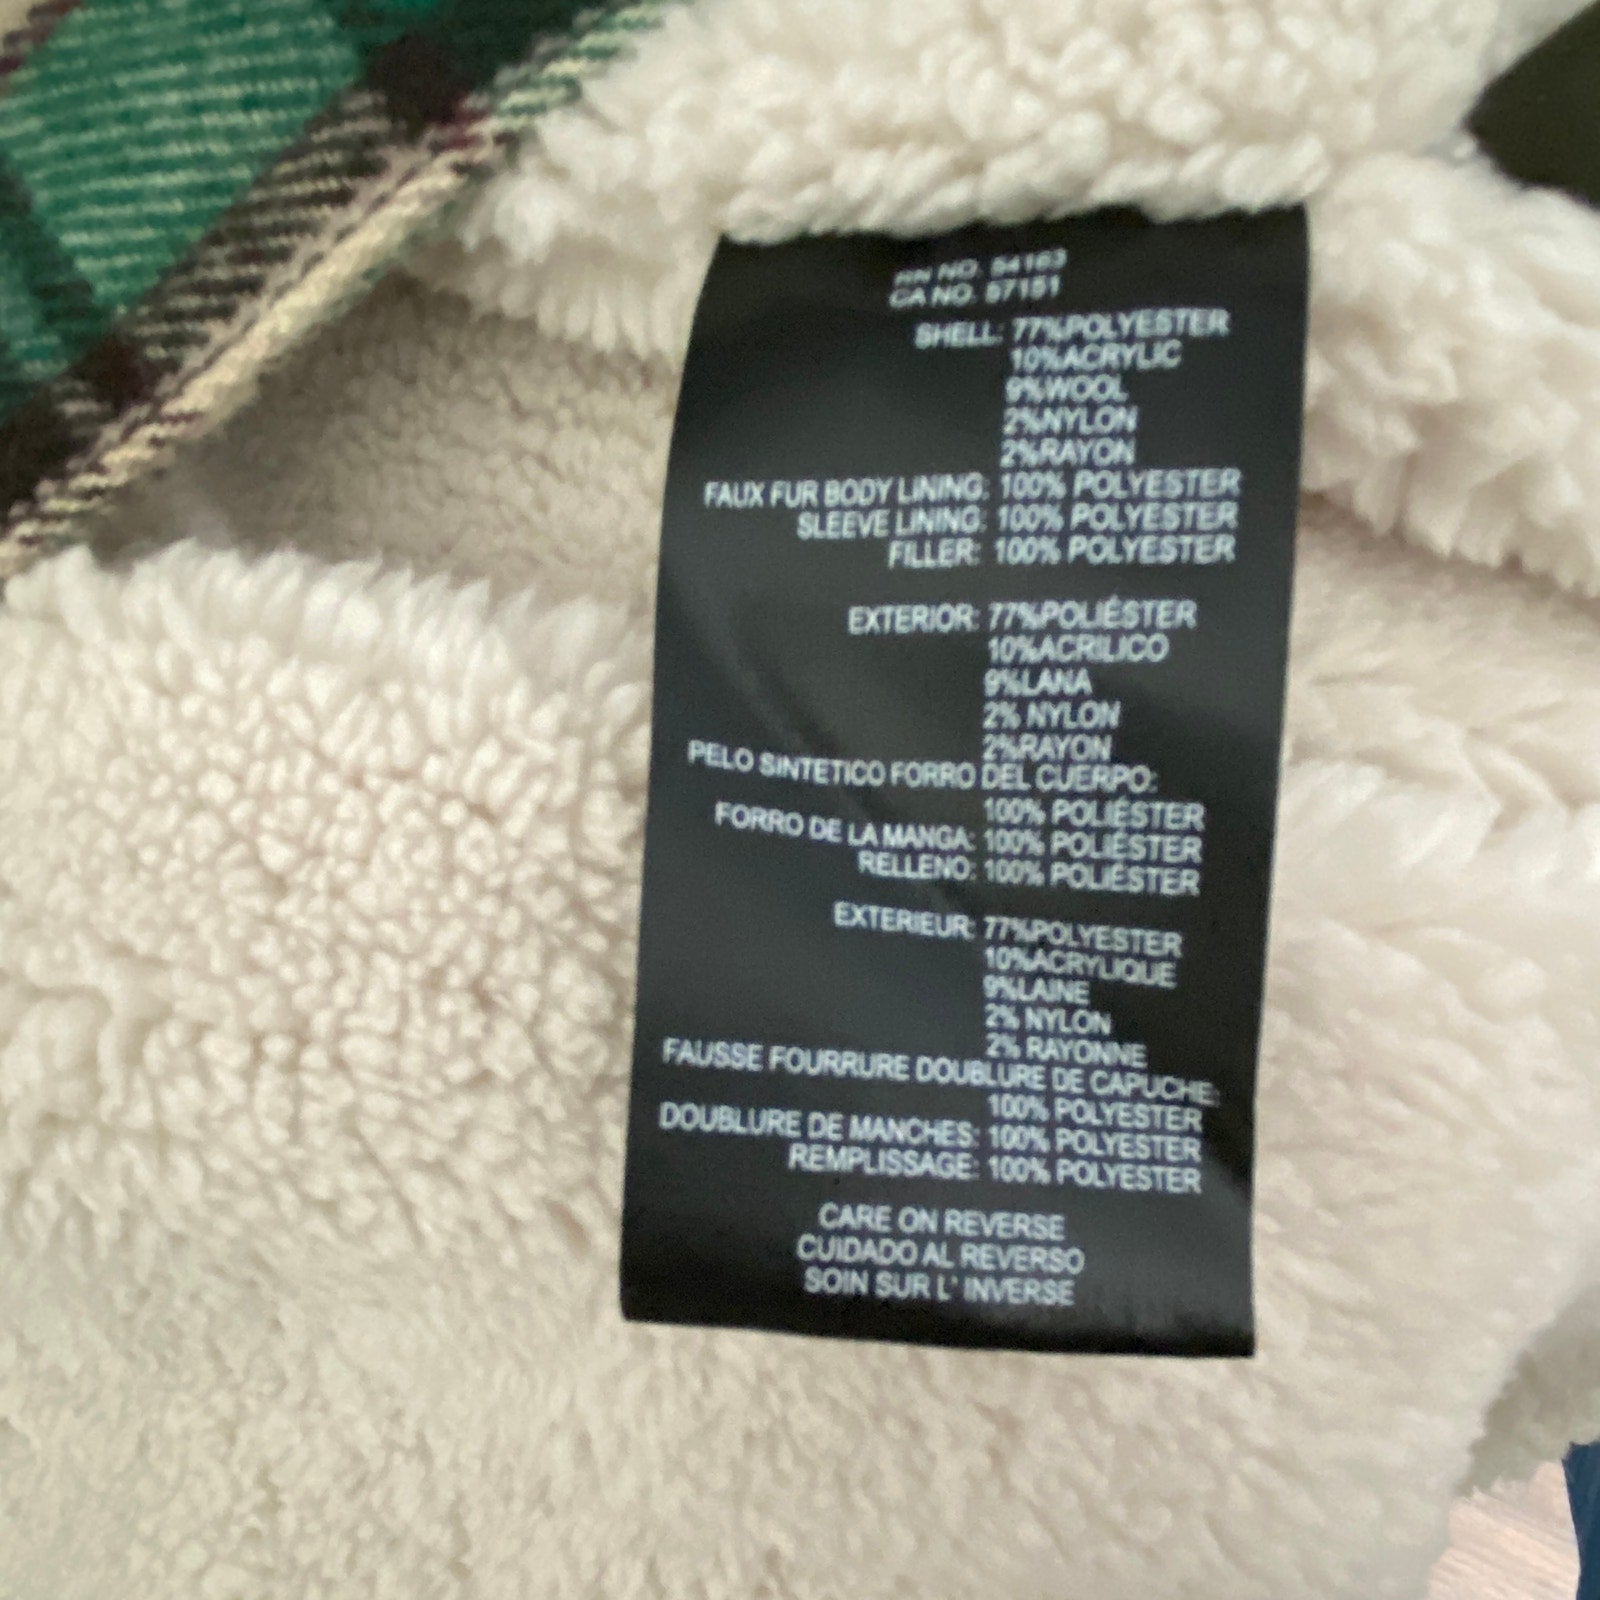 RN NO. 54163
CA NO. 57151
SHELL: 77%POLYESTER
10%ACRYLIC
9%WOOL
2%NYLON
2%RAYON
FAUX FUR BODY LINING: 100% POLYESTER
SLEEVE LINING: 100% POLYESTER
FILLER: 100% POLYESTER
EXTERIOR: 77%POLIÉSTER
10%ACRILICO
9%LANA
2% NYLON
2%RAYON
PELO SINTETICO FORRO DEL CUERPO:
100% POLIÉSTER
FORRO DE LA MANGA: 100% POLIÉSTER
RELLENO: 100% POLIÉSTER
EXTERIEUR: 77%POLYESTER
10%ACRYLIQUE
9%LAINE
2% NYLON
2% RAYONNE
FAUSSE FOURRURE DOUBLURE DE CAPUCHE:
100% POLYESTER
DOUBLURE DE MANCHES: 100% POLYESTER
REMPLISSAGE: 100% POLYESTER
CARE ON REVERSE
CUIDADO AL REVERSO
SOIN SUR L' INVERSE